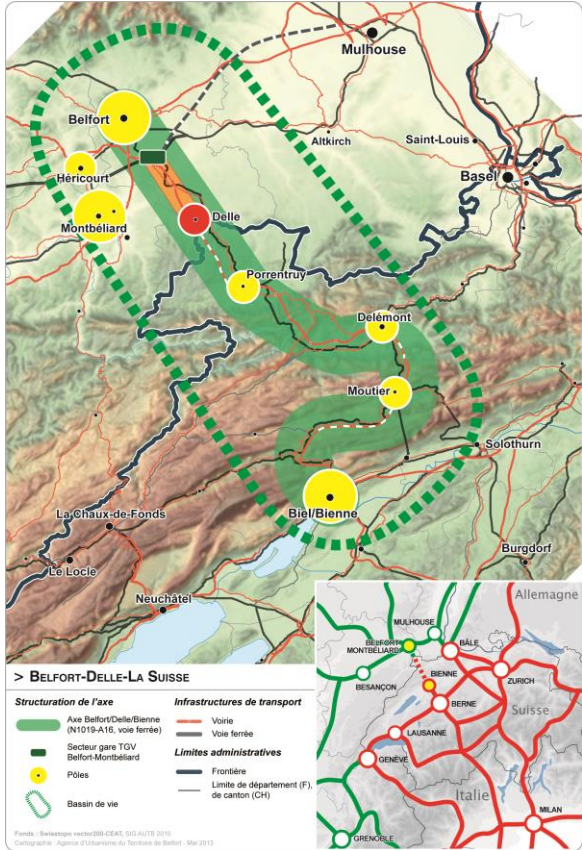 Mulhouse
Belfort
Altkirch
Saint-Louis
Basel
Héricourt
Montbéliard
Delle
Porrentruy
Delémont
Moutier
Solothurn
Biel/Bienne
La Chaux-de-Fonds
Le Locle
Burgdorf
Neuchâtel
> BELFORT-DELLE-LA SUISSE
Structuration de l'axe
Axe Belfort/Delle/Bienne
(N1019-A16, voie ferrée)
Secteur gare TGV
Belfort-Montbéliard
Pôles
Bassin de vie
Infrastructures de transport
Voirie
Voie ferrée
Limites administratives
Frontière
Limite de département (F),
de canton (CH)
Fonds : Swisstopo vector200-CEAT, SIG AUTB 2010
Cartographie : Agence d'Urbanisme du Territoire de Belfort - Mai 2013
Allemagne
MULHOUSE
BELFORT
MONTBÉLIARD
BÂLE
BIENNE
ZURICH
BESANÇON
BERNE
Suisse
LAUSANNE
GENÈVE
Italie
MILAN
GRENOBLE